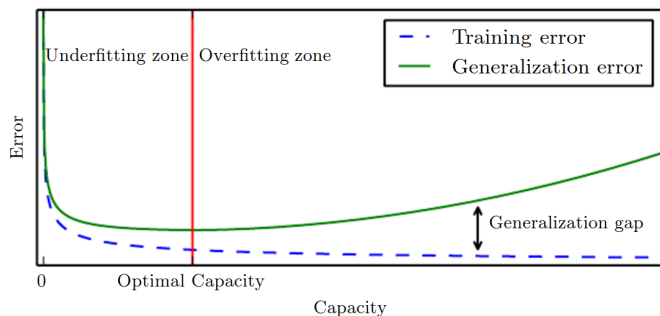 Underfitting zone
Overfitting zone
Training error
Generalization error
Error
Generalization gap
0
Optimal Capacity
Capacity